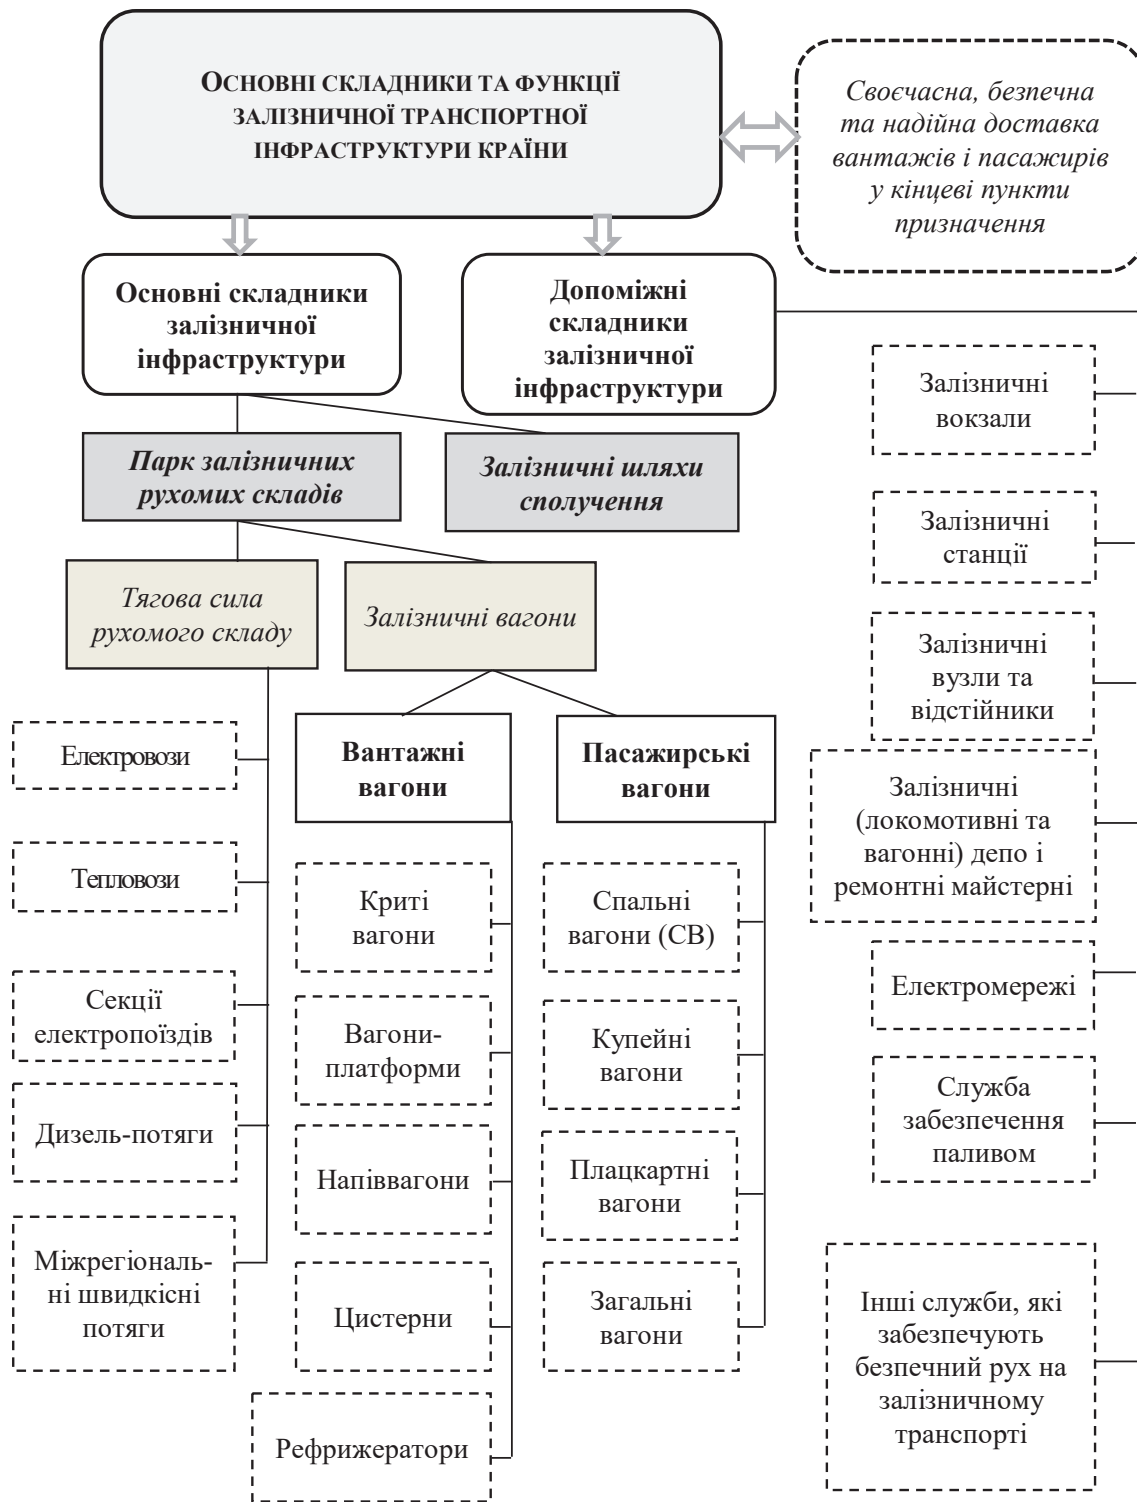 ОСНОВНІ СКЛАДНИКИ ТА ФУНКЦІЇ
ЗАЛІЗНИЧНОЇ ТРАНСПОРТНОЇ
ІНФРАСТРУКТУРИ КРАЇНИ
Своєчасна, безпечна
та надійна доставка
вантажів і пасажирів
у кінцеві пункти
призначення
Основні складники
залізничної
інфраструктури
Допоміжні
складники
залізничної
інфраструктури
Парк залізничних
рухомих складів
Залізничні шляхи
сполучення
Тягова сила
рухомого складу
Залізничні вагони
Електровози
Тепловози
Секції
електропоїздів
Дизель-потяги
Міжрегіональ-
ні швидкісні
потяги
Вантажні
вагони
Криті
вагони
Вагони-
платформи
Напіввагони
Цистерни
Рефрижератори
Пасажирські
вагони
Спальні
вагони (СВ)
Купейні
вагони
Плацкартні
вагони
Загальні
вагони
Залізничні
вокзали
Залізничні
станції
Залізничні
вузли та
відстійники
Залізничні
(локомотивні та
вагонні) депо і
ремонтні майстерні
Електромережі
Служба
забезпечення
паливом
Інші служби, які
забезпечують
безпечний рух на
залізничному
транспорті